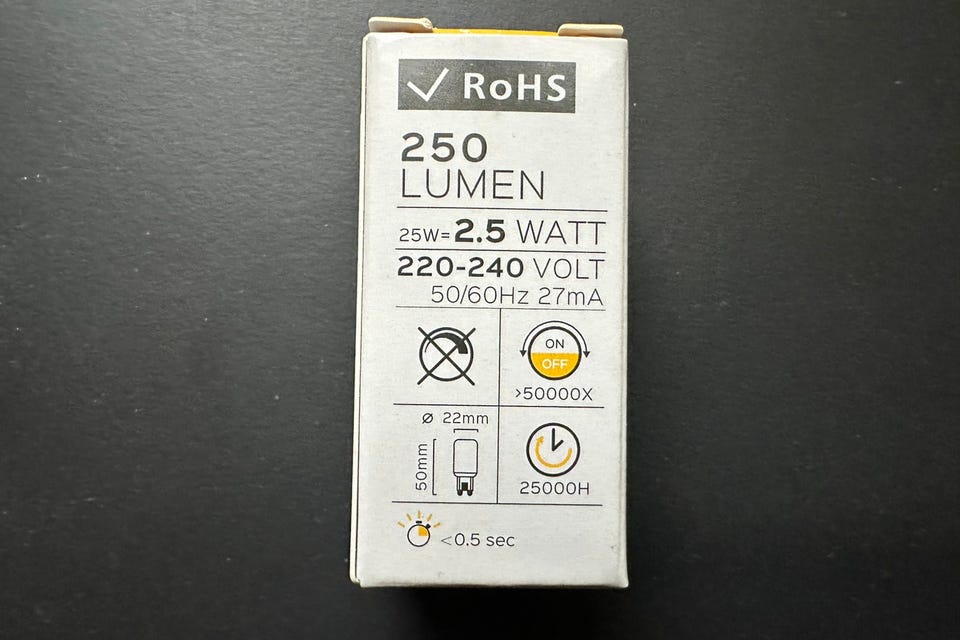 RoHS
250
LUMEN
25W=2.5 WATT
220-240 VOLT
50/60Hz 27mA
ON
OFF
>50000X
Ø 22mm
50mm
25000H
<0.5 sec